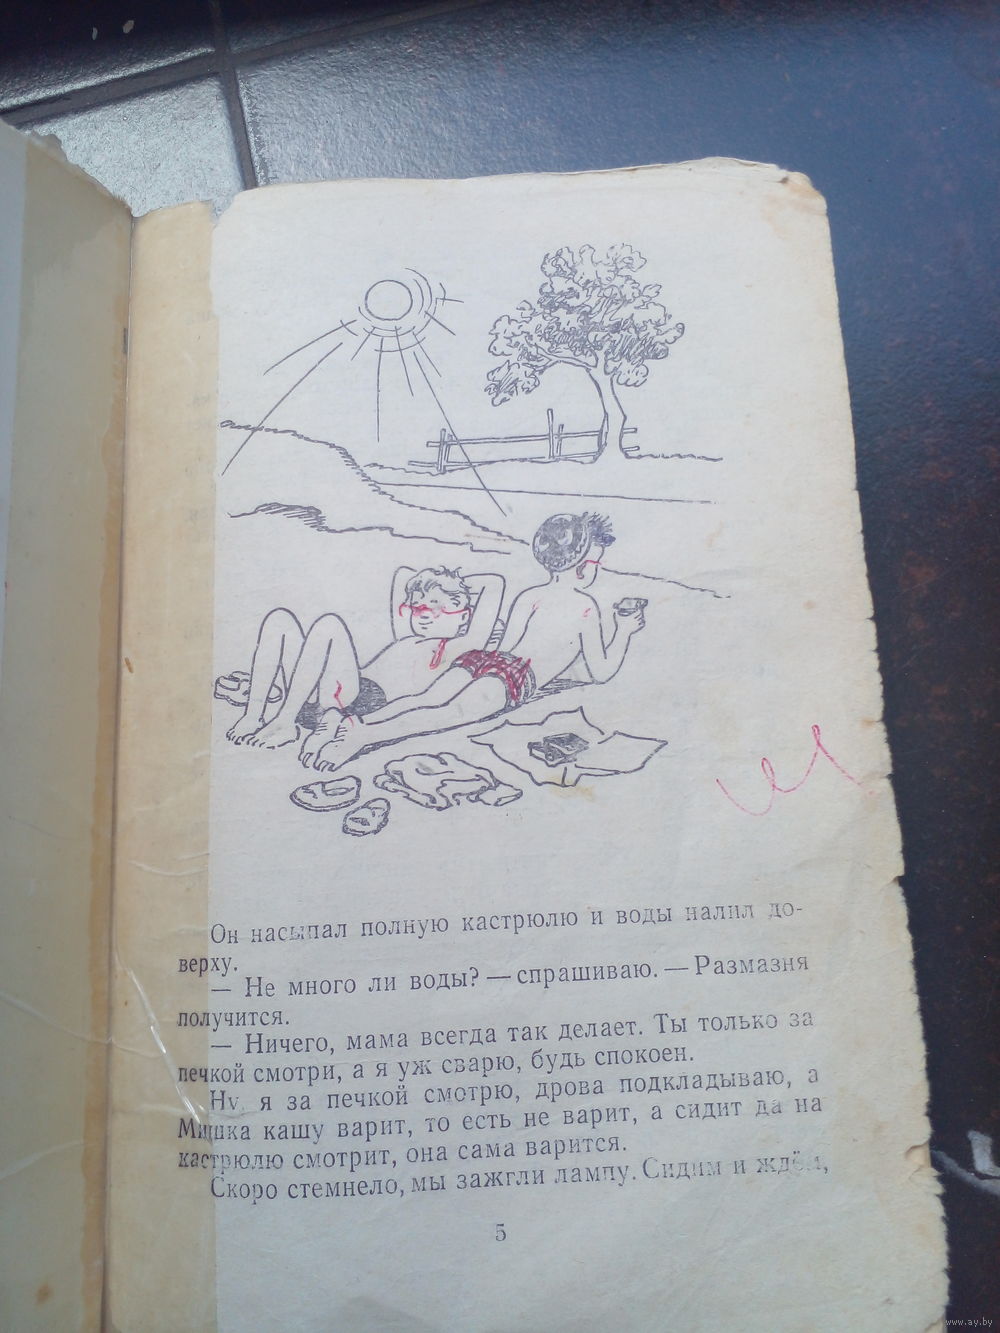 Он насыпал полную кастрюлю и воды налил до-
верху.
— Не много ли воды? — спрашиваю. — Размазня
получится.
— Ничего, мама всегда так делает. Ты только за
печкой смотри, а я уж сварю, будь спокоен.
Ну, я за печкой смотрю, дрова подкладываю, а
Мишка кашу варит, то есть не варит, а сидит да на
кастрюлю смотрит, она сама варится.
Скоро стемнело, мы зажгли лампу. Сидим и ждём,
5
www.ay.by